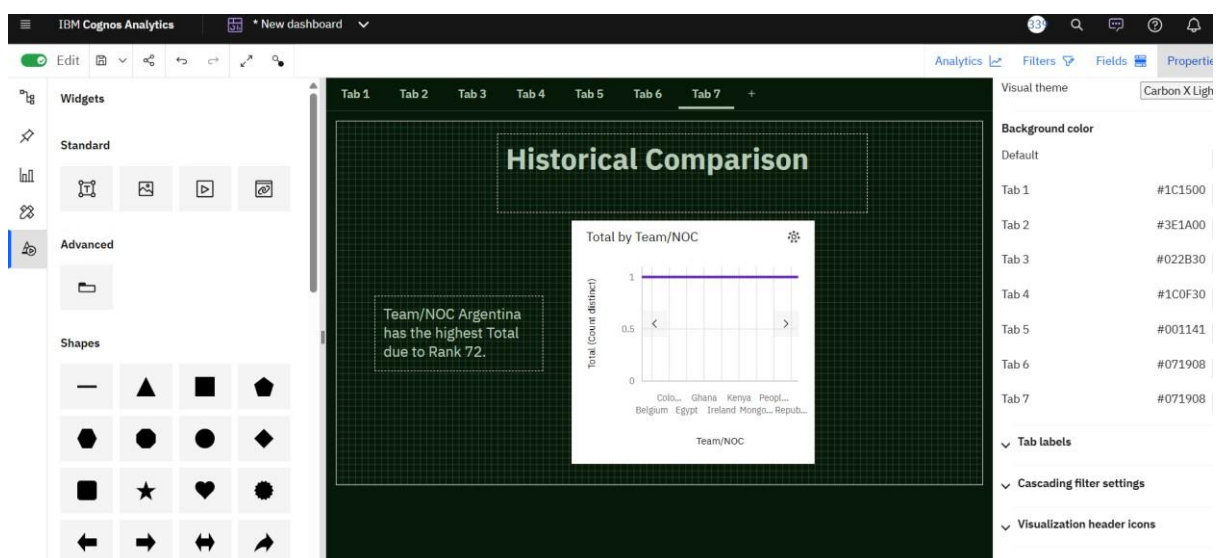 IBM Cognos Analytics
* New dashboard
339
Edit
Analytics
Filters
Fields
Propertie
Widgets
Standard
Advanced
Shapes
Tab 1 Tab 2 Tab 3 Tab 4 Tab 5 Tab 6 Tab 7 +
Historical Comparison
Team/NOC Argentina
has the highest Total
due to Rank 72.
Total by Team/NOC
Total (Count distinct)
1
0.5
0
Colo... Ghana Kenya Peopl...
Belgium Egypt Ireland Mongo... Repub...
Team/NOC
Visual theme Carbon X Ligh
Background color
Default
Tab 1 #1C1500
Tab 2 #3E1A00
Tab 3 #022B30
Tab 4 #1C0F30
Tab 5 #001141
Tab 6 #071908
Tab 7 #071908
Tab labels
Cascading filter settings
Visualization header icons